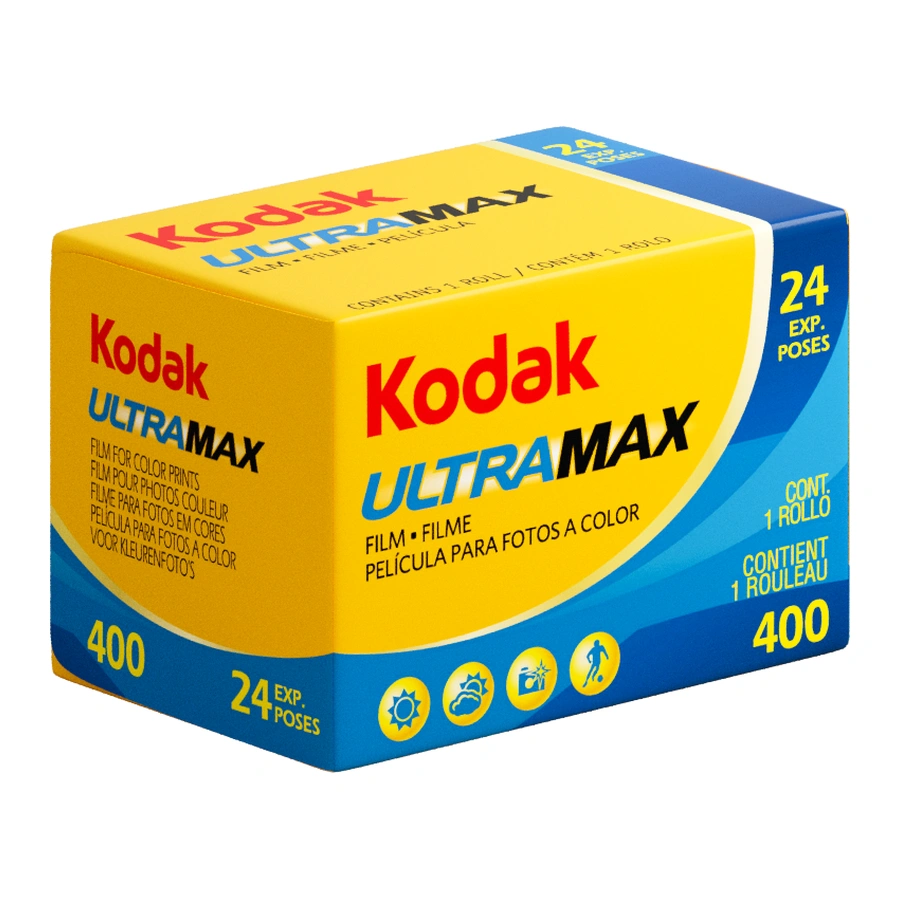 Kodak
ULTRAMAX
FILM • FILME • PELÍCULA
CONTAINS 1 ROLL / CONTÉM 1 ROLO
24
EXP.
POSES
Kodak
ULTRAMAX
FILM FOR COLOR PRINTS
FILM POUR PHOTOS COULEUR
FILME PARA FOTOS EM CORES
PELÍCULA PARA FOTOS A COLOR
VOOR KLEURENFOTO'S
400
24 EXP.
POSES
Kodak
ULTRAMAX
FILM ▪ FILME
PELÍCULA PARA FOTOS A COLOR
24
EXP.
POSES
CONT.
1 ROLLO
CONTIENT
1 ROULEAU
400